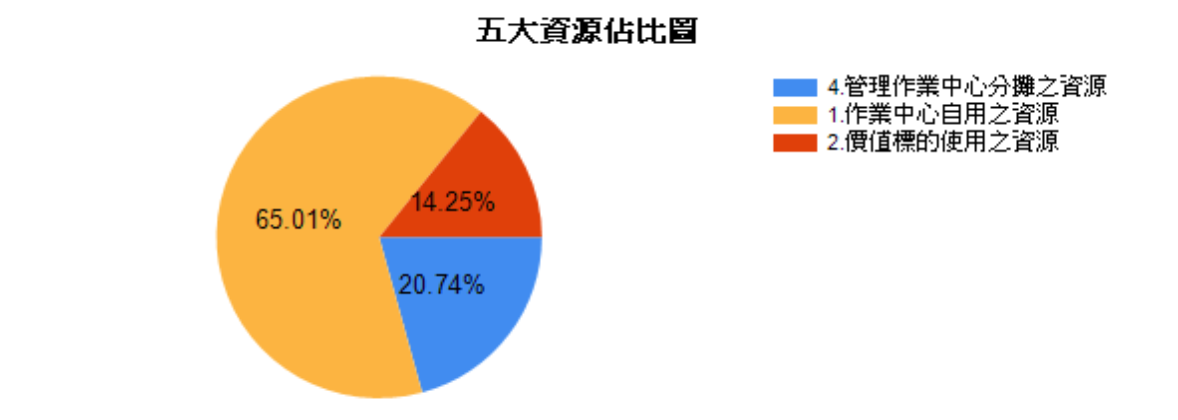 五大資源佔比圖
4.管理作業中心分攤之資源
1.作業中心自用之資源
2.價值標的使用之資源
14.25%
65.01%
20.74%